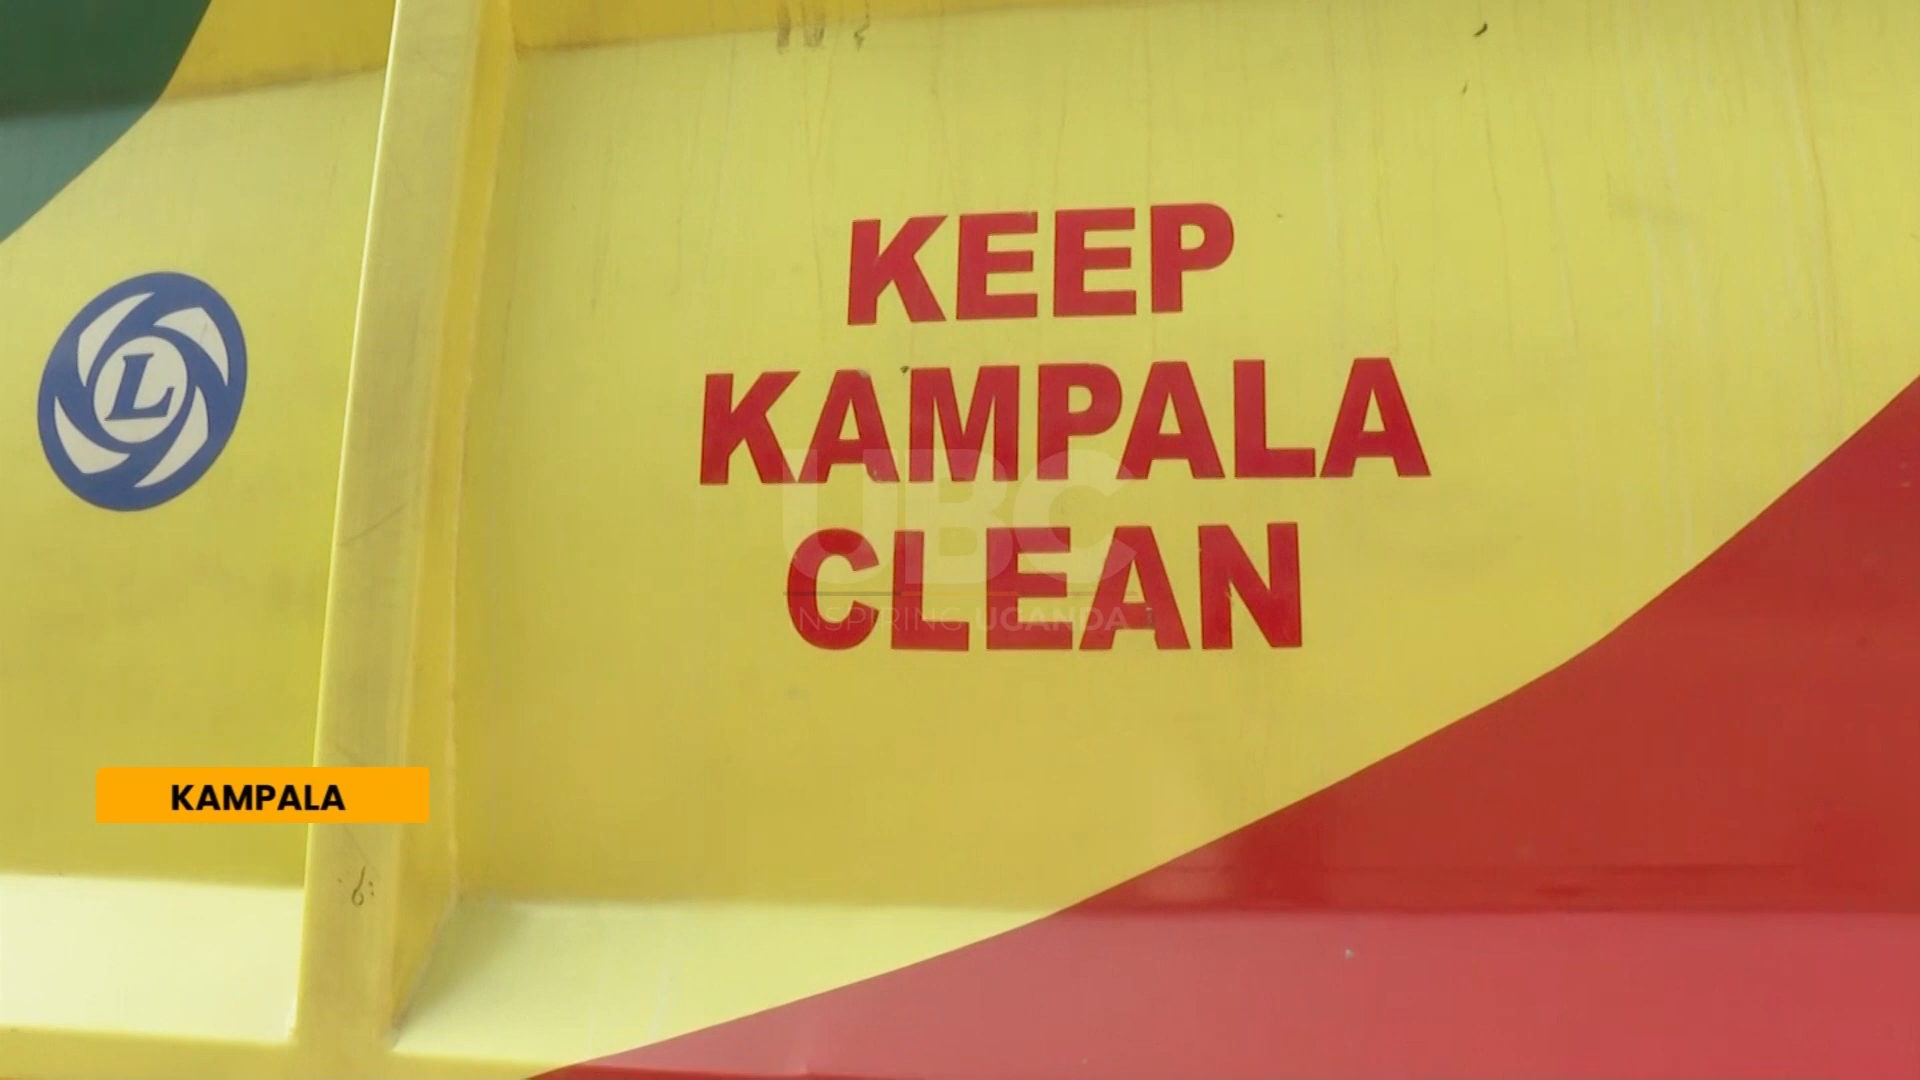 KEEP
KAMPALA
CLEAN
L
UBC
INSPIRING UGANDA
KAMPALA